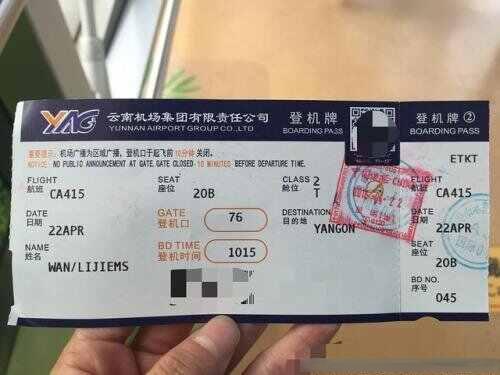 YAG 云南机场集团有限责任公司
YUNNAN AIRPORT GROUP CO.,LTD
登机牌
BOARDING PASS
登机牌②
BOARDING PASS
重要提示:机场广播为区域广播,登机口于起飞前10分钟关闭。
NOTICE: NO PUBLIC ANNOUNCEMENT AT GATE. GATE CLOSED 10 MINUTES BEFORE DEPARTURE TIME.
ETKT
FLIGHT
航班 CA415
SEAT
座位 20B
CLASS 2
舱位 T
DATE
日期 22APR
GATE
登机口 76
DESTINATION
目的地 YANGON
NAME
姓名 WAN/LIJIEMS
BD TIME
登机时间 1015
FLIGHT
航班 CA415
DATE
日期 22APR
SEAT
座位 20B
BD NO.
序号 045